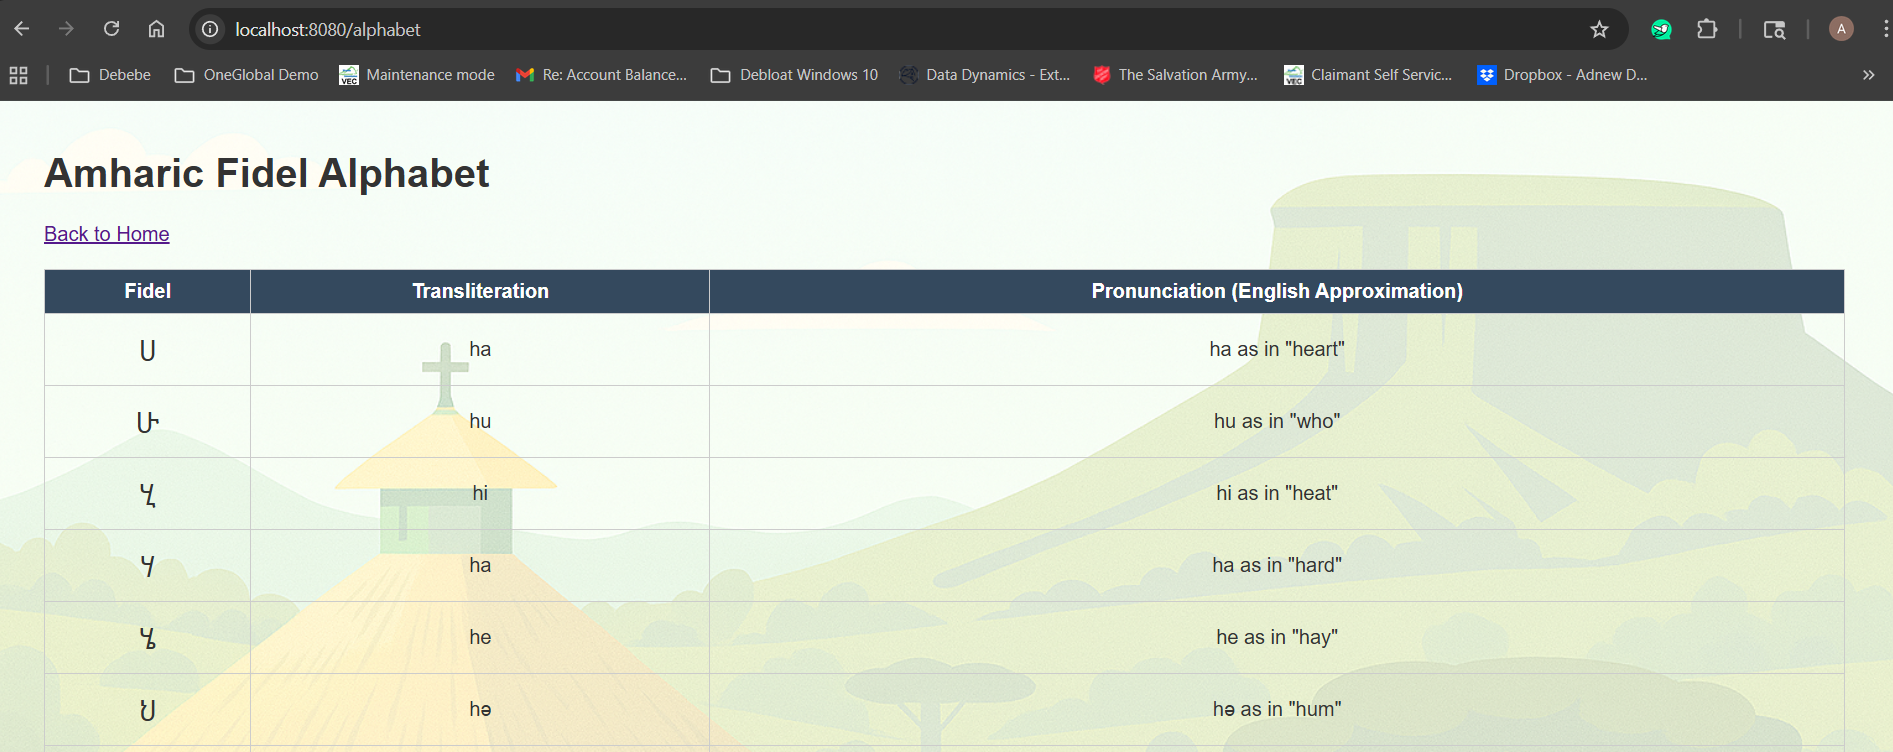 localhost:8080/alphabet
Debebe OneGlobal Demo Maintenance mode Re: Account Balance... Debloat Windows 10 Data Dynamics - Ext... The Salvation Army... Claimant Self Servic... Dropbox - Adnew D... »
Amharic Fidel Alphabet
Back to Home
Fidel Transliteration Pronunciation (English Approximation)
ሀ ha ha as in "heart"
ሁ hu hu as in "who"
ሂ hi hi as in "heat"
ሃ ha ha as in "hard"
ሄ he he as in "hay"
ህ hə hə as in "hum"